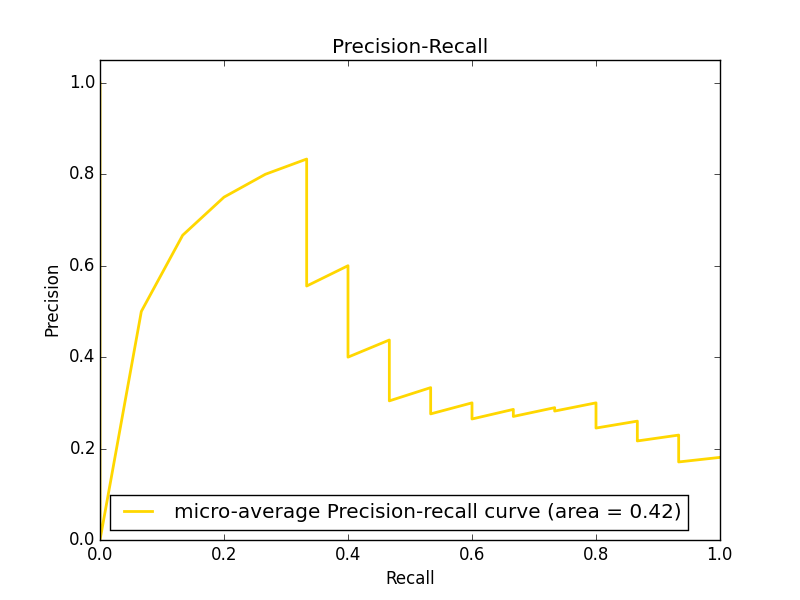 Precision-Recall
1.0
0.8
0.6
0.4
0.2
0.0
Precision
micro-average Precision-recall curve (area = 0.42)
0.0 0.2 0.4 0.6 0.8 1.0
Recall